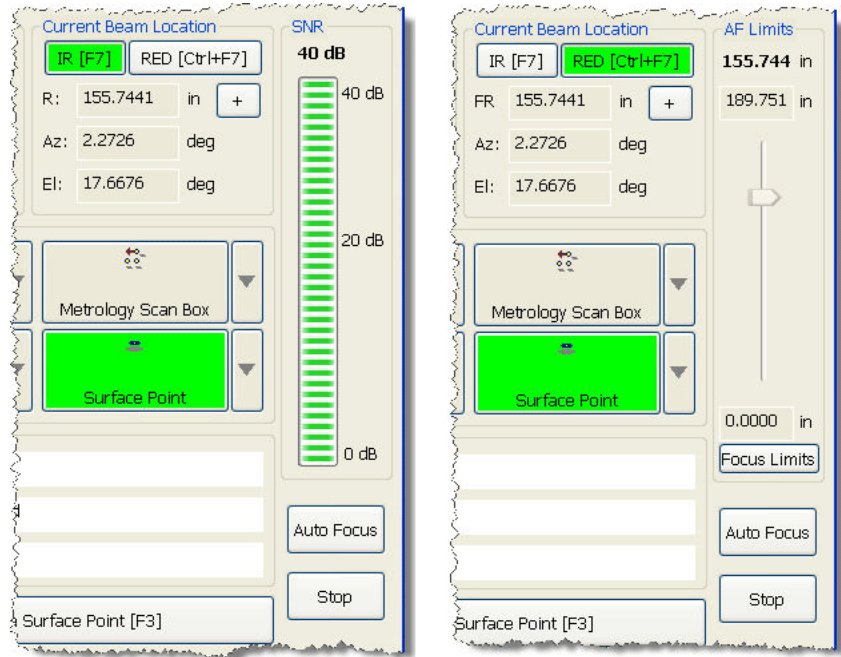 Current Beam Location
IR [F7] RED [Ctrl+F7]
R: 155.7441 in +
Az: 2.2726 deg
El: 17.6676 deg
Metrology Scan Box
Surface Point
Surface Point [F3]
SNR
40 dB
40 dB
20 dB
0 dB
Auto Focus
Stop
Current Beam Location
IR [F7] RED [Ctrl+F7]
FR 155.7441 in +
Az: 2.2726 deg
El: 17.6676 deg
Metrology Scan Box
Surface Point
Surface Point [F3]
AF Limits
155.744 in
189.751 in
0.0000 in
Focus Limits
Auto Focus
Stop